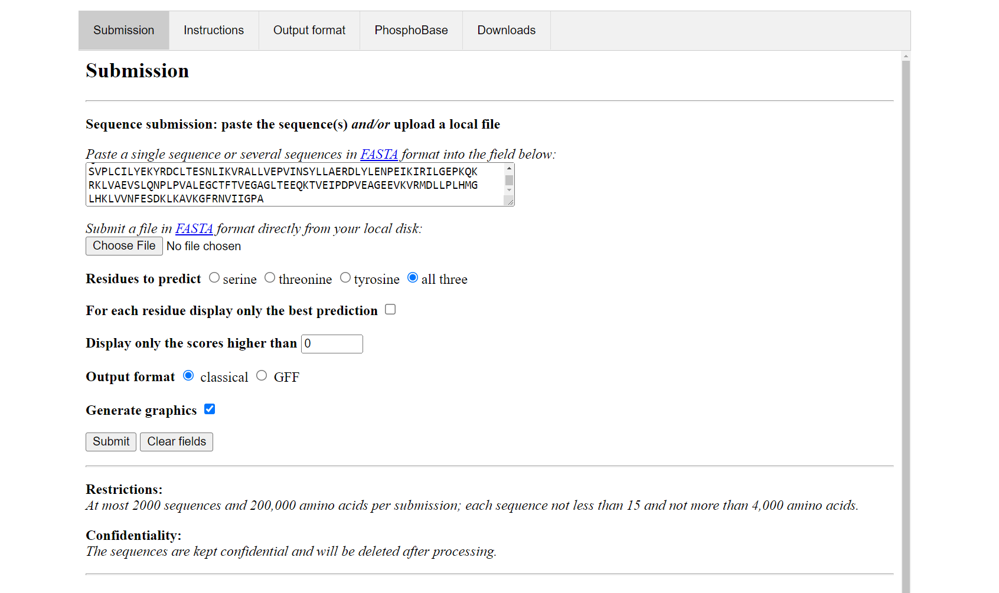 Submission Instructions Output format PhosphoBase Downloads
Submission
Sequence submission: paste the sequence(s) and/or upload a local file
Paste a single sequence or several sequences in FASTA format into the field below:
SVPLCILYEKYRDCLTESNLIKVRALLVEPVINSYLLAERDLYLENPEIKIRILGEPKQK
RKLVAEVSLQNPLPVALEGCTFTVEGAGLTEEQKTVEIPDPVEAGEEVKVRMDLLPLHMG
LHKLVVNFESDKLKAVKGFRNVIIGPA
Submit a file in FASTA format directly from your local disk:
Choose File No file chosen
Residues to predict serine threonine tyrosine all three
For each residue display only the best prediction
Display only the scores higher than 0
Output format classical GFF
Generate graphics
Submit Clear fields
Restrictions:
At most 2000 sequences and 200,000 amino acids per submission; each sequence not less than 15 and not more than 4,000 amino acids.
Confidentiality:
The sequences are kept confidential and will be deleted after processing.